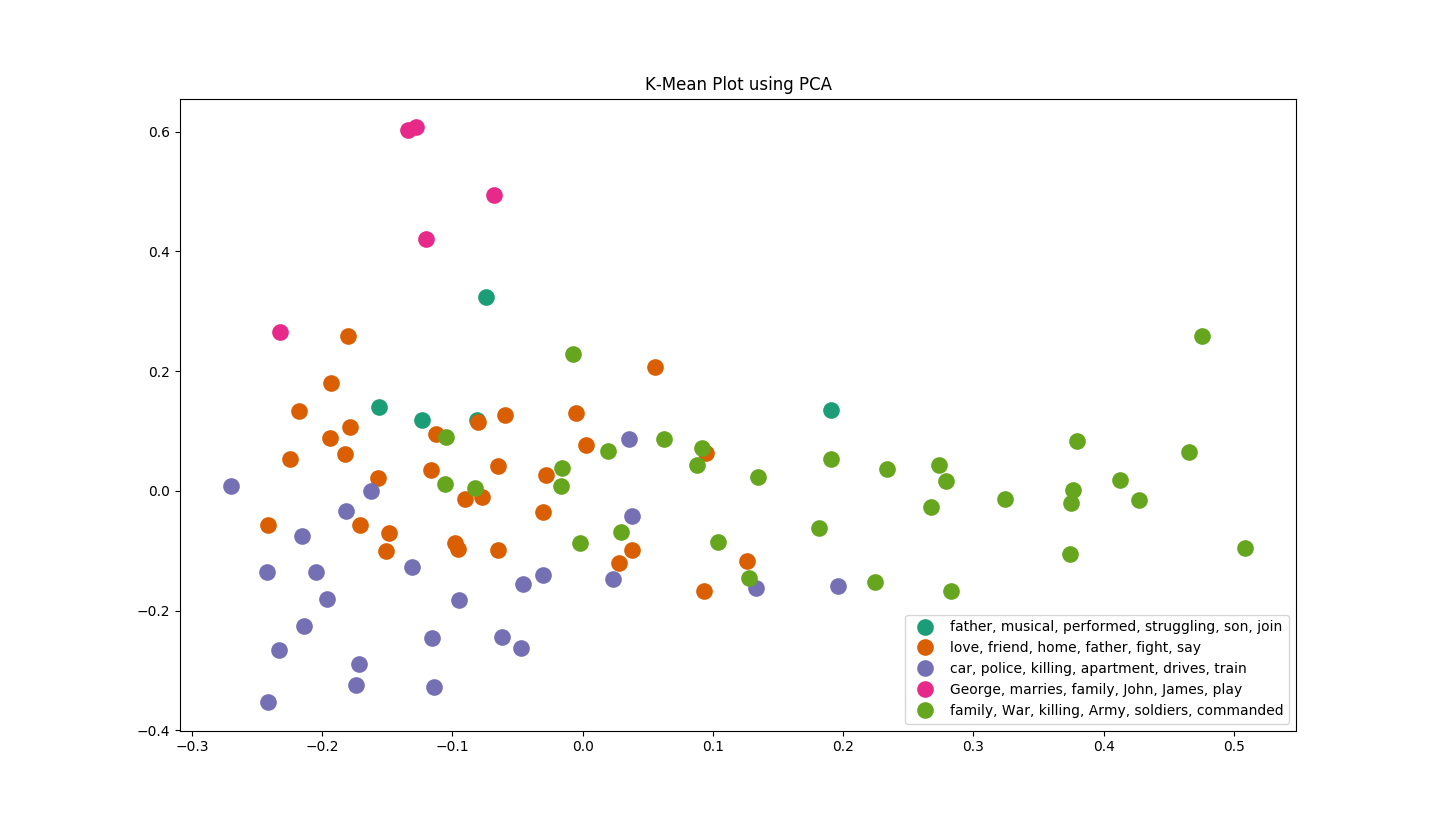 K-Mean Plot using PCA
0.6
0.4
0.2
0.0
−0.2
−0.4
−0.3
−0.2
−0.1
0.0
0.1
0.2
0.3
0.4
0.5
father, musical, performed, struggling, son, join
love, friend, home, father, fight, say
car, police, killing, apartment, drives, train
George, marries, family, John, James, play
family, War, killing, Army, soldiers, commanded